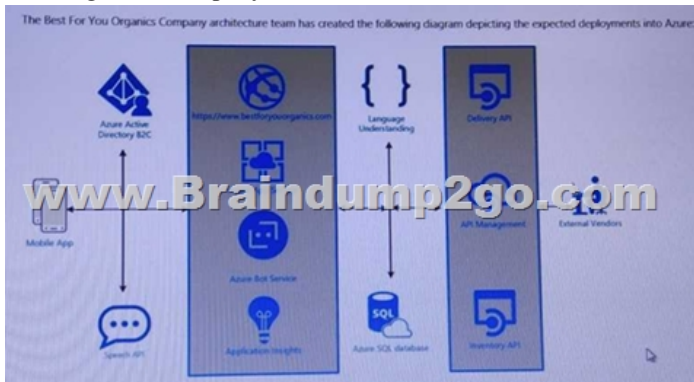 The Best For You Organics Company architecture team has created the following diagram depicting the expected deployments into Azure:
Azure Active
Directory B2C
https://www.bestforyouorganics.com
{ }
Language
Understanding
Delivery API
www.Braindump2go.com
Mobile App
API Management
External Vendors
Azure Bot Service
Speech API
Application Insights
SQL
Azure SQL database
Inventory API